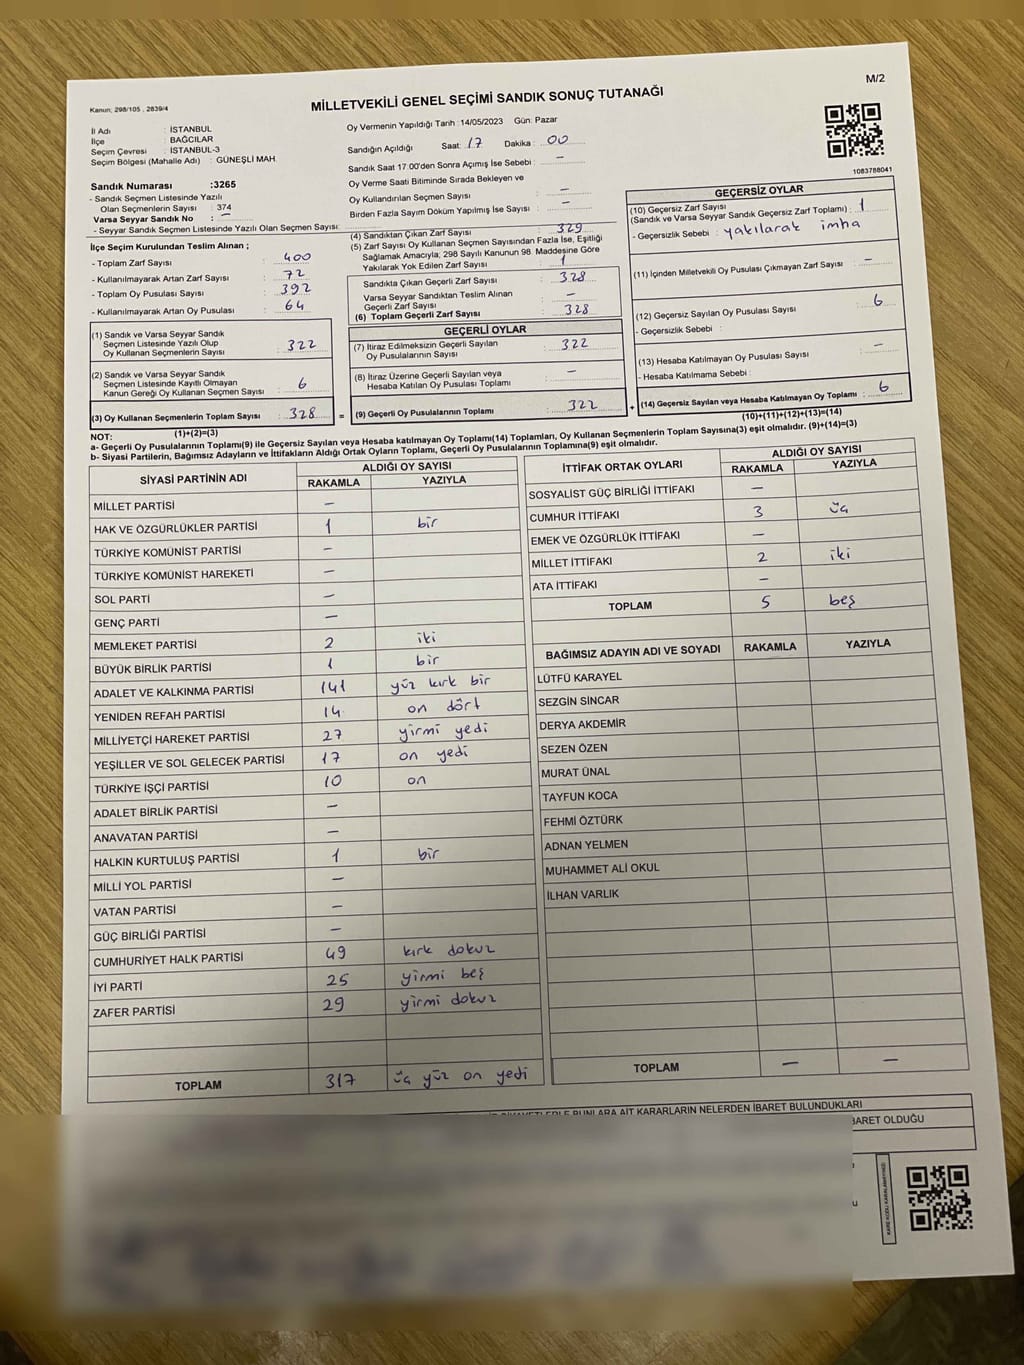 M/2
Kanun; 298/105 , 2839/4
MİLLETVEKİLİ GENEL SEÇİMİ SANDIK SONUÇ TUTANAĞI
İl Adı : İSTANBUL
İlçe : BAĞCILAR
Seçim Çevresi : İSTANBUL-3
Seçim Bölgesi (Mahalle Adı) : GÜNEŞLİ MAH.
Sandık Numarası :3265
- Sandık Seçmen Listesinde Yazılı
Olan Seçmenlerin Sayısı : 374
Varsa Seyyar Sandık No : —
- Seyyar Sandık Seçmen Listesinde Yazılı Olan Seçmen Sayısı:
İlçe Seçim Kurulundan Teslim Alınan ;
- Toplam Zarf Sayısı : 400
- Kullanılmayarak Artan Zarf Sayısı : 72
- Toplam Oy Pusulası Sayısı : 392
- Kullanılmayarak Artan Oy Pusulası : 64
(1) Sandık ve Varsa Seyyar Sandık
Seçmen Listesinde Yazılı Olup
Oy Kullanan Seçmenlerin Sayısı : 322
(2) Sandık ve Varsa Seyyar Sandık
Seçmen Listesinde Kayıtlı Olmayan
Kanun Gereği Oy Kullanan Seçmen Sayısı : 6
(3) Oy Kullanan Seçmenlerin Toplam Sayısı : 328 =
(1)+(2)=(3)
Oy Vermenin Yapıldığı Tarih :14/05/2023 Gün: Pazar
Sandığın Açıldığı Saat: 17 Dakika : 00
Sandık Saat 17.00'den Sonra Açımış İse Sebebi : —
Oy Verme Saati Bitiminde Sırada Bekleyen ve
Oy Kullandırılan Seçmen Sayısı : —
Birden Fazla Sayım Döküm Yapılmış İse Sayısı : —
(4) Sandıktan Çıkan Zarf Sayısı : 329
(5) Zarf Sayısı Oy Kullanan Seçmen Sayısından Fazla İse, Eşitliği
Sağlamak Amacıyla; 298 Sayılı Kanunun 98. Maddesine Göre
Yakılarak Yok Edilen Zarf Sayısı : 1
Sandıkta Çıkan Geçerli Zarf Sayısı : 328
Varsa Seyyar Sandıktan Teslim Alınan
Geçerli Zarf Sayısı : —
(6) Toplam Geçerli Zarf Sayısı : 328
GEÇERLİ OYLAR
(7) İtiraz Edilmeksizin Geçerli Sayılan
Oy Pusulalarının Sayısı : 322
(8) İtiraz Üzerine Geçerli Sayılan veya
Hesaba Katılan Oy Pusulası Toplamı : —
(9) Geçerli Oy Pusulalarının Toplamı : 322 +
1083788041
GEÇERSİZ OYLAR
(10) Geçersiz Zarf Sayısı
(Sandık ve Varsa Seyyar Sandık Geçersiz Zarf Toplamı) : 1
- Geçersizlik Sebebi : yakılarak imha
(11) İçinden Milletvekili Oy Pusulası Çıkmayan Zarf Sayısı : —
(12) Geçersiz Sayılan Oy Pusulası Sayısı : 6
- Geçersizlik Sebebi :
(13) Hesaba Katılmayan Oy Pusulası Sayısı : —
- Hesaba Katılmama Sebebi :
(14) Geçersiz Sayılan veya Hesaba Katılmayan Oy Toplamı : 6
(10)+(11)+(12)+(13)=(14)
NOT:
a- Geçerli Oy Pusulalarının Toplamı(9) ile Geçersiz Sayılan veya Hesaba katılmayan Oy Toplamı(14) Toplamları, Oy Kullanan Seçmenlerin Toplam Sayısına(3) eşit olmalıdır. (9)+(14)=(3)
b- Siyasi Partilerin, Bağımsız Adayların ve İttifakların Aldığı Ortak Oyların Toplamı, Geçerli Oy Pusulalarının Toplamına(9) eşit olmalıdır.
SİYASİ PARTİNİN ADI ALDIĞI OY SAYISI
RAKAMLA YAZIYLA
MİLLET PARTİSİ —
HAK VE ÖZGÜRLÜKLER PARTİSİ 1 bir
TÜRKİYE KOMÜNİST PARTİSİ —
TÜRKİYE KOMÜNİST HAREKETİ —
SOL PARTİ —
GENÇ PARTİ —
MEMLEKET PARTİSİ 2 iki
BÜYÜK BİRLİK PARTİSİ 1 bir
ADALET VE KALKINMA PARTİSİ 141 yüz kırk bir
YENİDEN REFAH PARTİSİ 14 on dört
MİLLİYETÇİ HAREKET PARTİSİ 27 yirmi yedi
YEŞİLLER VE SOL GELECEK PARTİSİ 17 on yedi
TÜRKİYE İŞÇİ PARTİSİ 10 on
ADALET BİRLİK PARTİSİ —
ANAVATAN PARTİSİ —
HALKIN KURTULUŞ PARTİSİ 1 bir
MİLLİ YOL PARTİSİ —
VATAN PARTİSİ —
GÜÇ BİRLİĞİ PARTİSİ —
CUMHURİYET HALK PARTİSİ 49 kırk dokuz
İYİ PARTİ 25 yirmi beş
ZAFER PARTİSİ 29 yirmi dokuz
TOPLAM 317 üç yüz on yedi
İTTİFAK ORTAK OYLARI ALDIĞI OY SAYISI
RAKAMLA YAZIYLA
SOSYALİST GÜÇ BİRLİĞİ İTTİFAKI —
CUMHUR İTTİFAKI 3 üç
EMEK VE ÖZGÜRLÜK İTTİFAKI —
MİLLET İTTİFAKI 2 iki
ATA İTTİFAKI —
TOPLAM 5 beş
BAĞIMSIZ ADAYIN ADI VE SOYADI RAKAMLA YAZIYLA
LÜTFÜ KARAYEL
SEZGİN SİNCAR
DERYA AKDEMİR
SEZEN ÖZEN
MURAT ÜNAL
TAYFUN KOCA
FEHMİ ÖZTÜRK
ADNAN YELMEN
MUHAMMET ALİ OKUL
İLHAN VARLIK
TOPLAM — —
BUNLARA AİT KARARLARIN NELERDEN İBARET BULUNDUKLARI
İBARET OLDUĞU